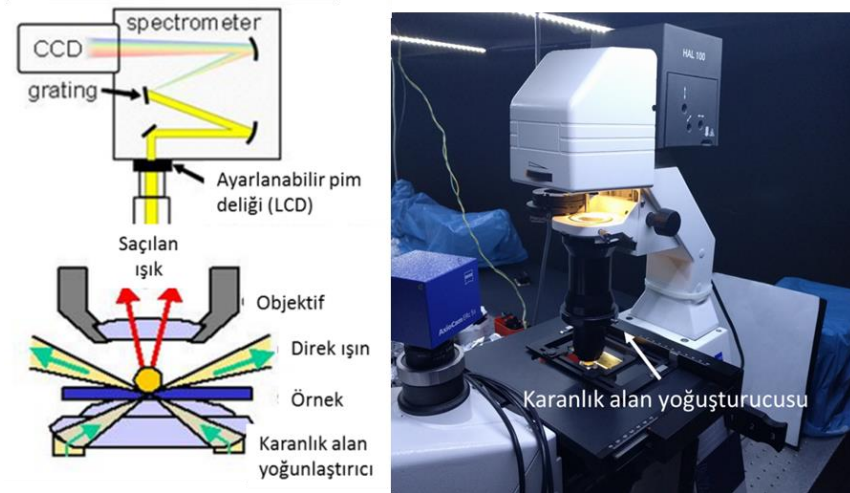 spectrometer
CCD
grating
Ayarlanabilir pim
deliği (LCD)
Saçılan
ışık
Objektif
Direk ışın
Örnek
Karanlık alan
yoğunlaştırıcı
HAL 100
Karanlık alan yoğuşturucusu